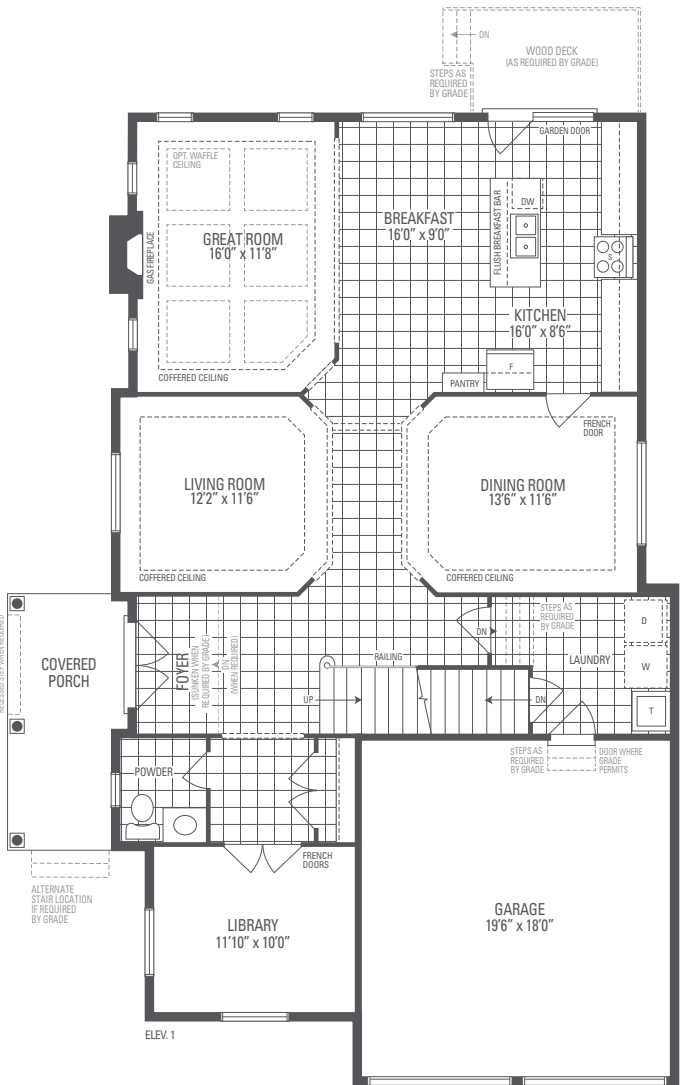 DN
WOOD DECK
(AS REQUIRED BY GRADE)
STEPS AS
REQUIRED
BY GRADE
GARDEN DOOR
OPT. WAFFLE
CEILING
GREAT ROOM
16'0" x 11'8"
GAS FIREPLACE
COFFERED CEILING
BREAKFAST
16'0" x 9'0"
FLUSH BREAKFAST BAR
DW
S
KITCHEN
16'0" x 8'6"
F
PANTRY
FRENCH
DOOR
LIVING ROOM
12'2" x 11'6"
COFFERED CEILING
DINING ROOM
13'6" x 11'6"
COFFERED CEILING
COVERED
PORCH
STEP WHEN REQUIRED
FOYER
(SUNKEN WHEN
REQUIRED BY GRADE)
DN
(WHEN REQUIRED)
RAILING
UP
DN
DN
STEPS AS
REQUIRED
BY GRADE
LAUNDRY
D
W
T
POWDER
STEPS AS
REQUIRED
BY GRADE
DOOR WHERE
GRADE
PERMITS
FRENCH
DOORS
ALTERNATE
STAIR LOCATION
IF REQUIRED
BY GRADE
LIBRARY
11'10" x 10'0"
GARAGE
19'6" x 18'0"
ELEV. 1